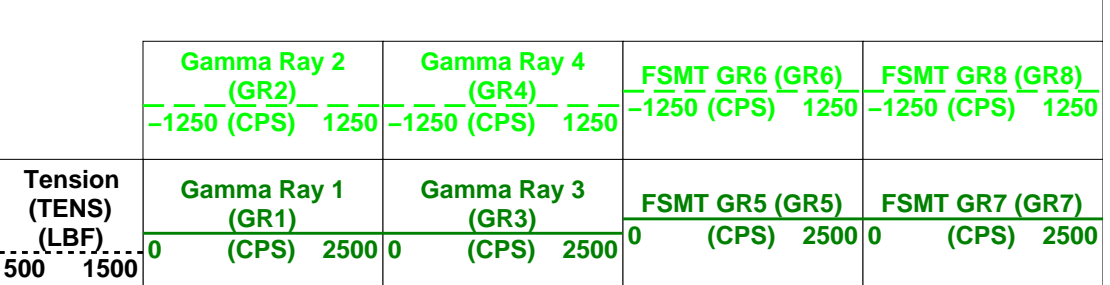 Gamma Ray 2
(GR2)
−1250 (CPS) 1250
Gamma Ray 4
(GR4)
−1250 (CPS) 1250
FSMT GR6 (GR6)
−1250 (CPS) 1250
FSMT GR8 (GR8)
−1250 (CPS) 1250
Tension
(TENS)
(LBF)
500 1500
Gamma Ray 1
(GR1)
0 (CPS) 2500
Gamma Ray 3
(GR3)
0 (CPS) 2500
FSMT GR5 (GR5)
0 (CPS) 2500
FSMT GR7 (GR7)
0 (CPS) 2500